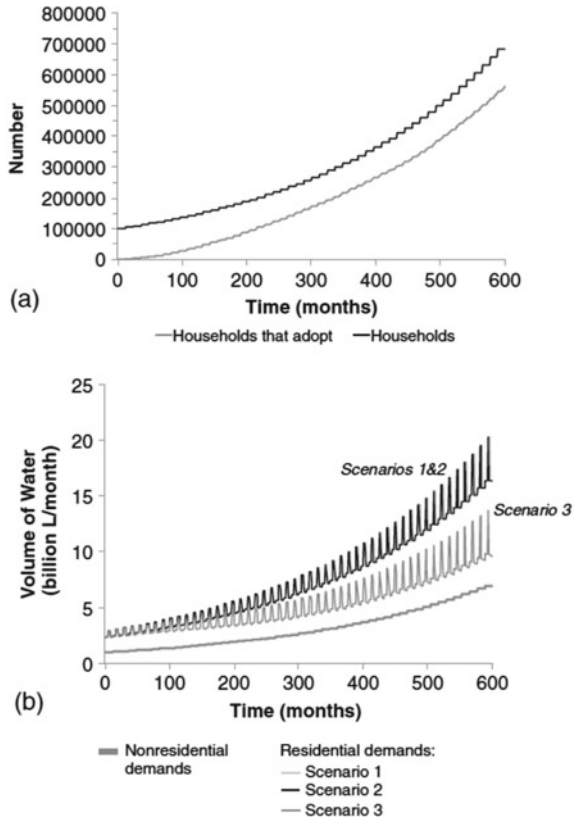 800000
700000
600000
500000
400000
300000
200000
100000
0
Number
0 100 200 300 400 500 600
Time (months)
(a)
Households that adopt Households
25
20
15
10
5
0
Volume of Water
(billion L/month)
Scenarios 1&2
Scenario 3
0 100 200 300 400 500 600
Time (months)
(b)
Nonresidential
demands
Residential demands:
Scenario 1
Scenario 2
Scenario 3